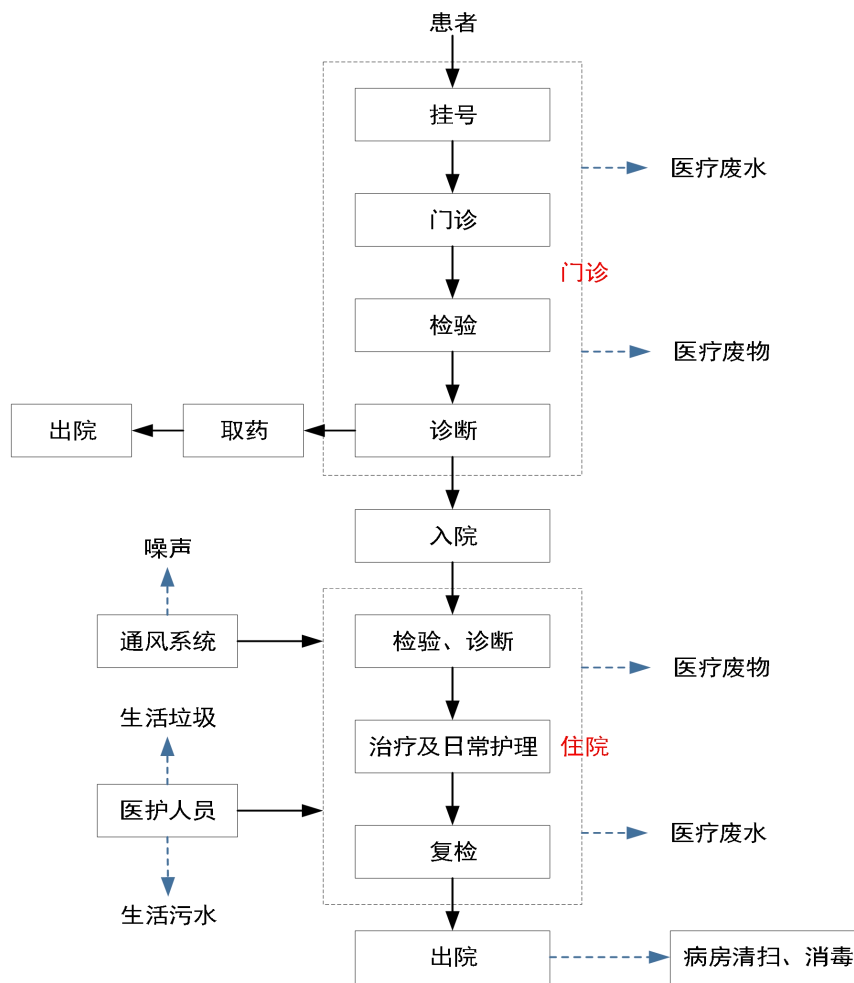 患者
挂号
医疗废水
门诊
门诊
检验
医疗废物
出院
取药
诊断
入院
噪声
通风系统
检验、诊断
医疗废物
生活垃圾
治疗及日常护理
住院
医护人员
复检
医疗废水
生活污水
出院
病房清扫、消毒